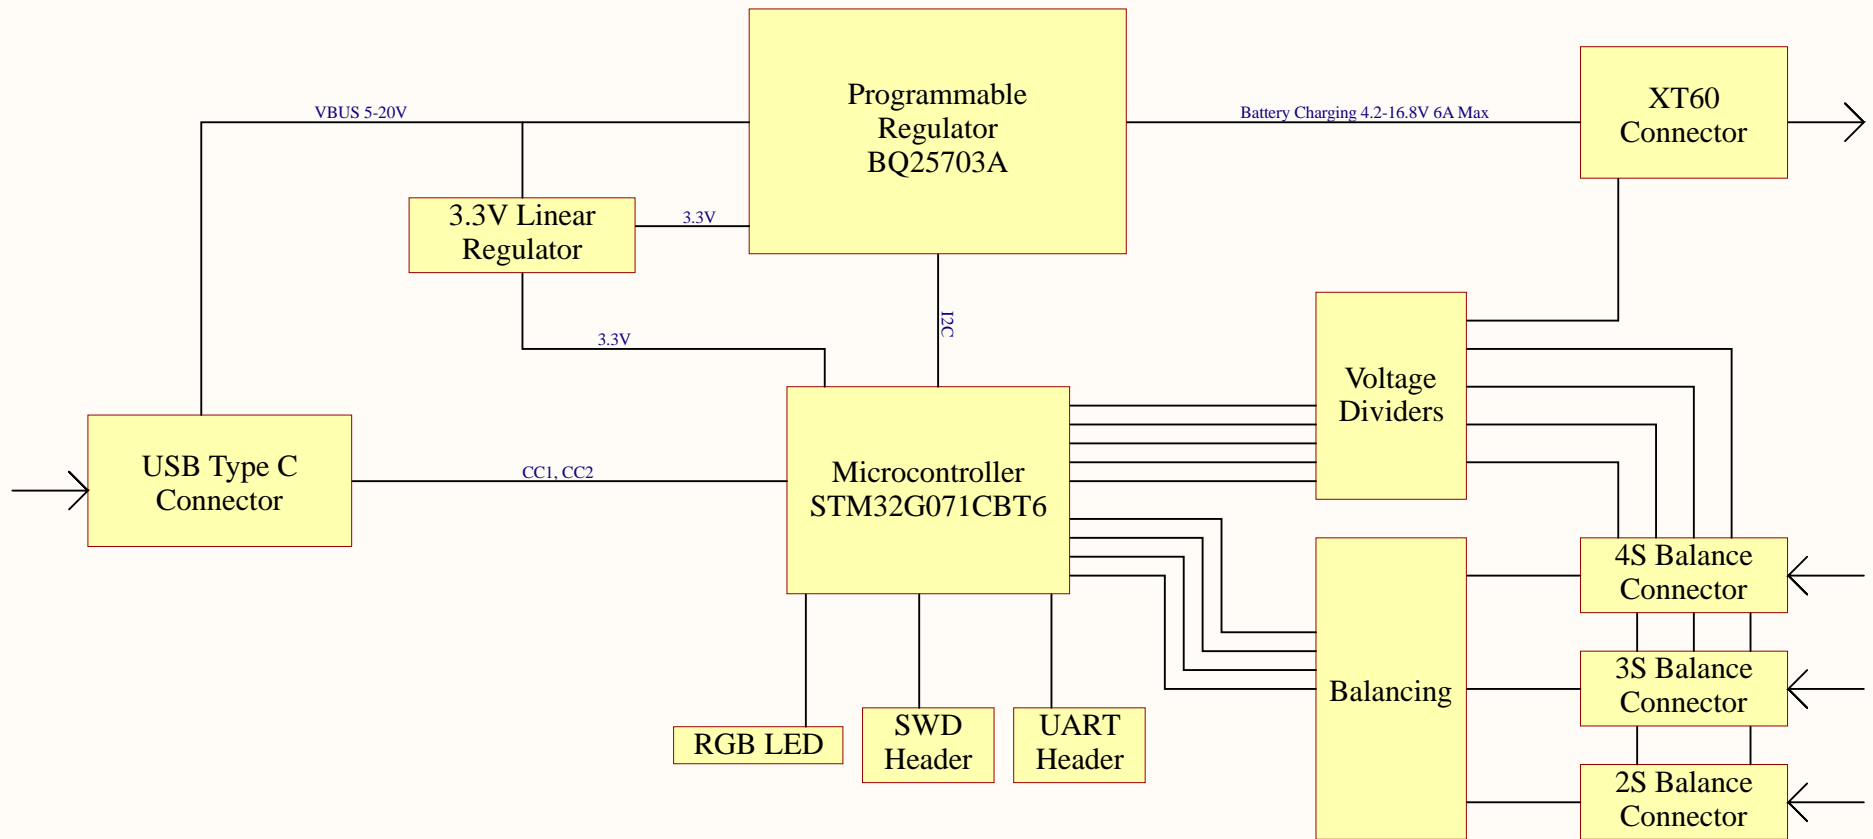 Programmable
Regulator
BQ25703A
XT60
Connector
VBUS 5-20V
Battery Charging 4.2-16.8V 6A Max
3.3V Linear
Regulator
3.3V
I2C
3.3V
Voltage
Dividers
USB Type C
Connector
CC1, CC2
Microcontroller
STM32G071CBT6
4S Balance
Connector
Balancing
3S Balance
Connector
RGB LED
SWD
Header
UART
Header
2S Balance
Connector